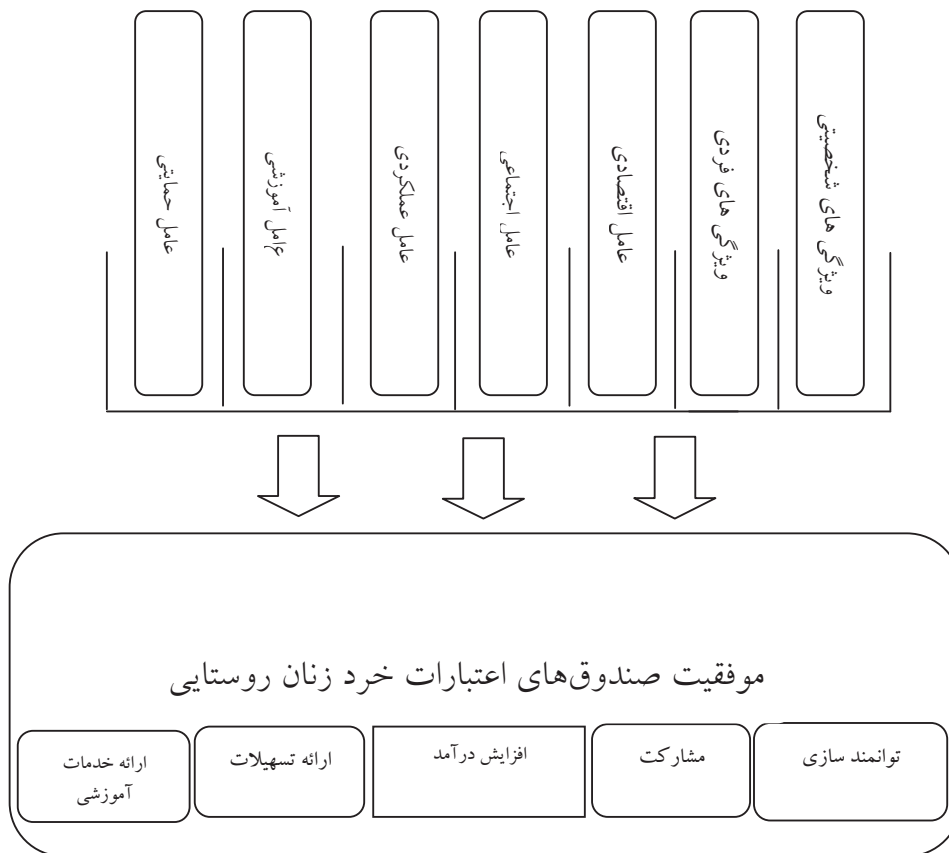 ویژگی های شخصیتی
ویژگی های فردی
عامل اقتصادی
عامل اجتماعی
عامل عملکردی
عامل آموزشی
عامل حمایتی
موفقیت صندوق‌های اعتبارات خرد زنان روستایی
توانمند سازی
مشارکت
افزایش درآمد
ارائه تسهیلات
ارائه خدمات
آموزشی